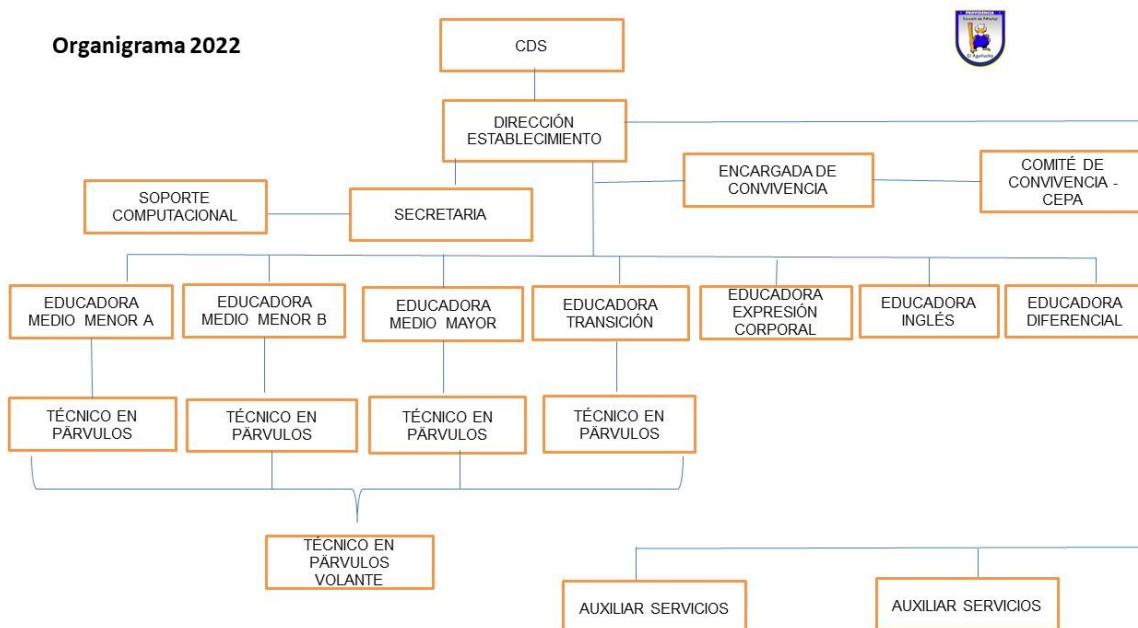 Organigrama 2022
CDS
PROVIDENCIA
DIRECCIÓN
ESTABLECIMIENTO
ENCARGADA DE
CONVIVENCIA
COMITÉ DE
CONVIVENCIA -
CEPA
SOPORTE
COMPUTACIONAL
SECRETARIA
EDUCADORA
MEDIO MENOR A
EDUCADORA
MEDIO MENOR B
EDUCADORA
MEDIO MAYOR
EDUCADORA
TRANSICIÓN
EDUCADORA
EXPRESIÓN
CORPORAL
EDUCADORA
INGLÉS
EDUCADORA
DIFERENCIAL
TÉCNICO EN
PÄRVULOS
TÉCNICO EN
PÄRVULOS
TÉCNICO EN
PÄRVULOS
TÉCNICO EN
PÄRVULOS
TÉCNICO EN
PÄRVULOS
VOLANTE
AUXILIAR SERVICIOS
AUXILIAR SERVICIOS